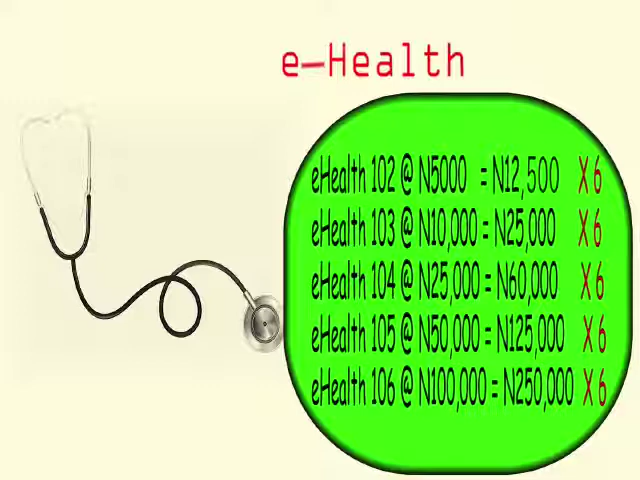 e-Health
eHealth 102 @ N5000 = N12,500 X 6
eHealth 103 @ N10,000 = N25,000 X 6
eHealth 104 @ N25,000 = N60,000 X 6
eHealth 105 @ N50,000 = N125,000 X 6
eHealth 106 @ N100,000 = N250,000 X 6